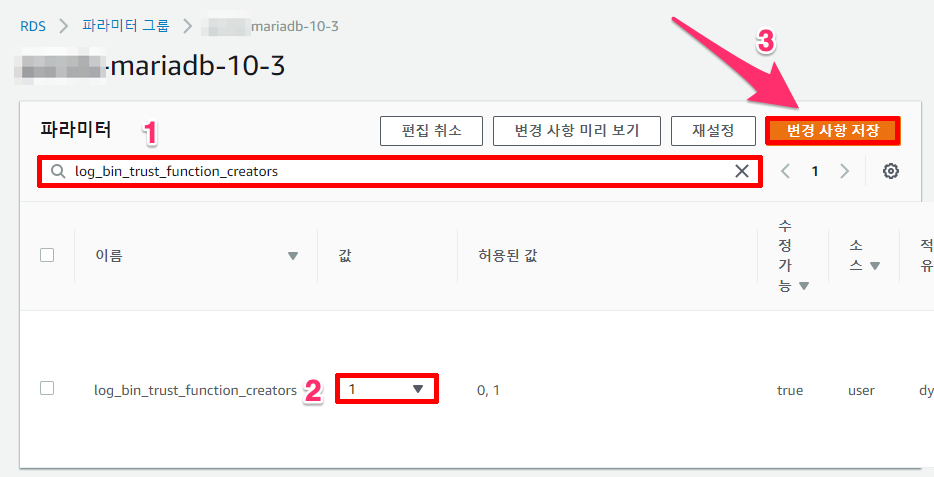 RDS > 파라미터 그룹 > mariadb-10-3
-mariadb-10-3
파라미터
1
편집 취소
변경 사항 미리 보기
재설정
변경 사항 저장
3
log_bin_trust_function_creators
1
이름
값
허용된 값
수
정
가
능
소
스
적
유
log_bin_trust_function_creators
2
1
0, 1
true
user
dy